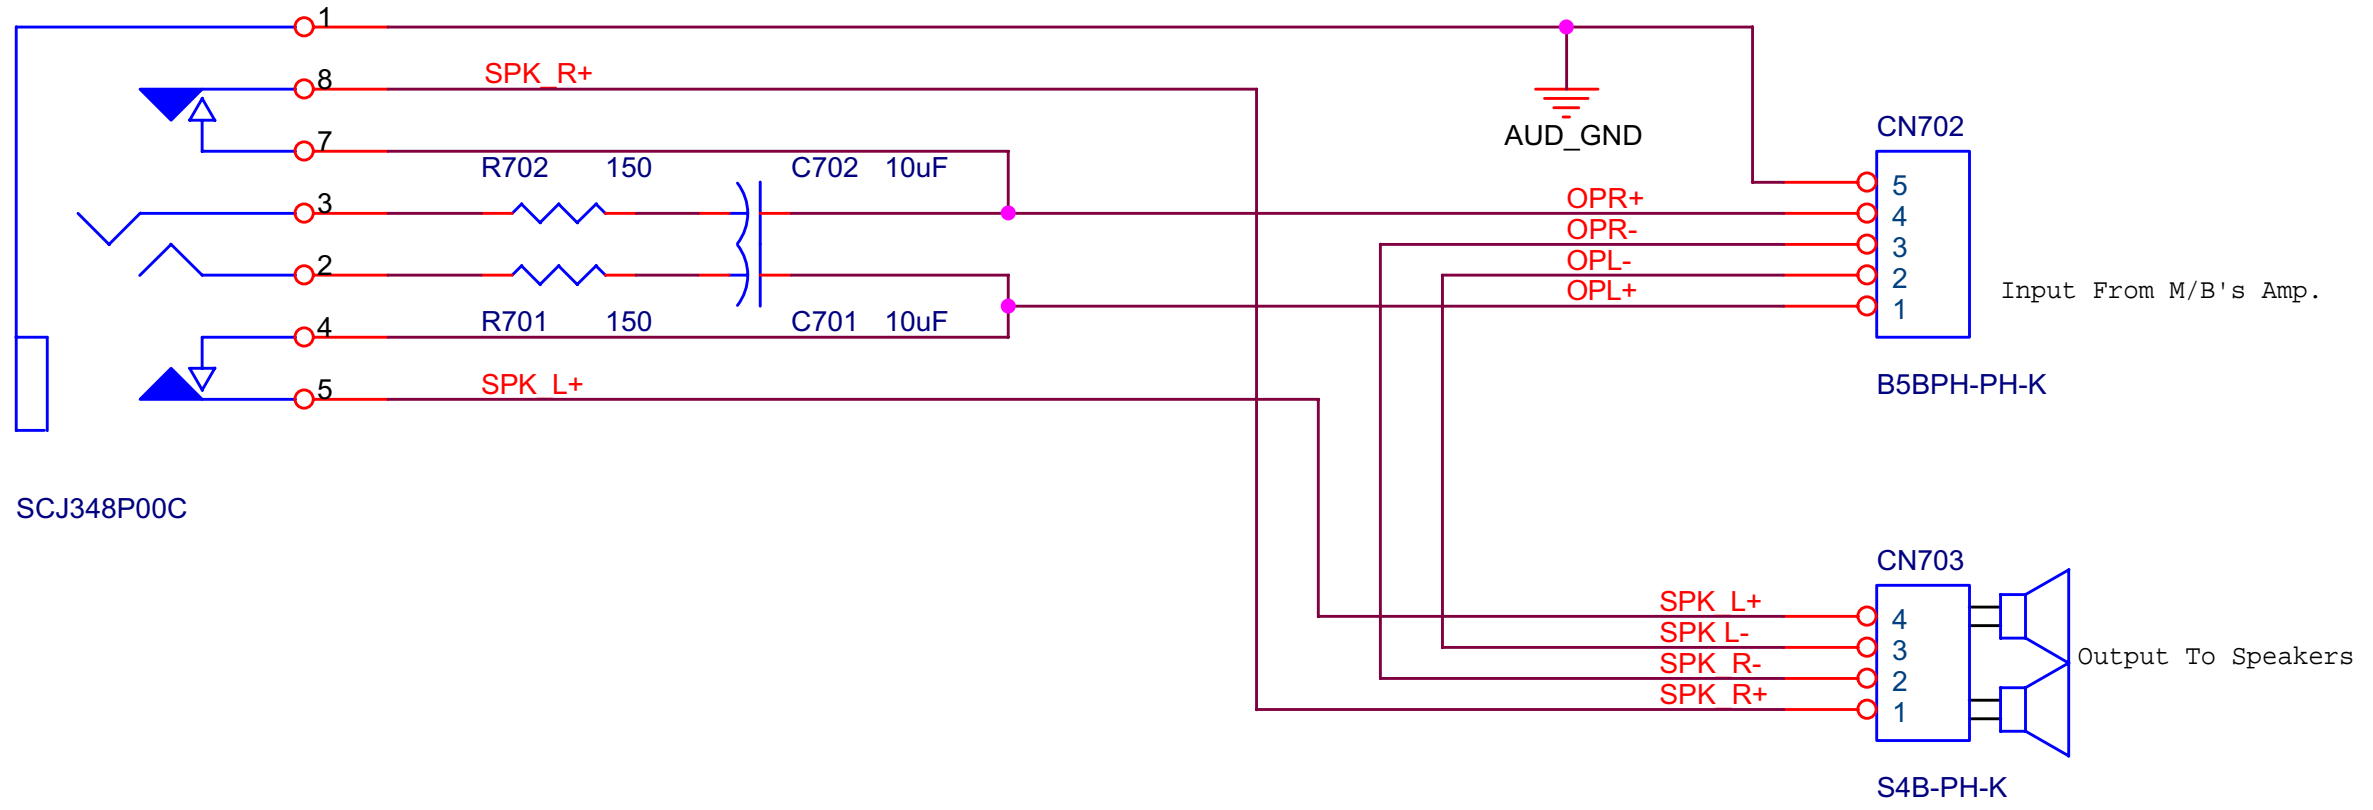 1
8 SPK_R+
AUD_GND
CN702
7
R702 150 C702 10uF
5
3
OPR+ 4
OPR- 3
2
OPL- 2
OPL+ 1
Input From M/B's Amp.
4
R701 150 C701 10uF
5 SPK_L+
B5BPH-PH-K
SCJ348P00C
CN703
SPK_L+ 4
SPK L- 3
SPK_R- 2
SPK_R+ 1
Output To Speakers
S4B-PH-K